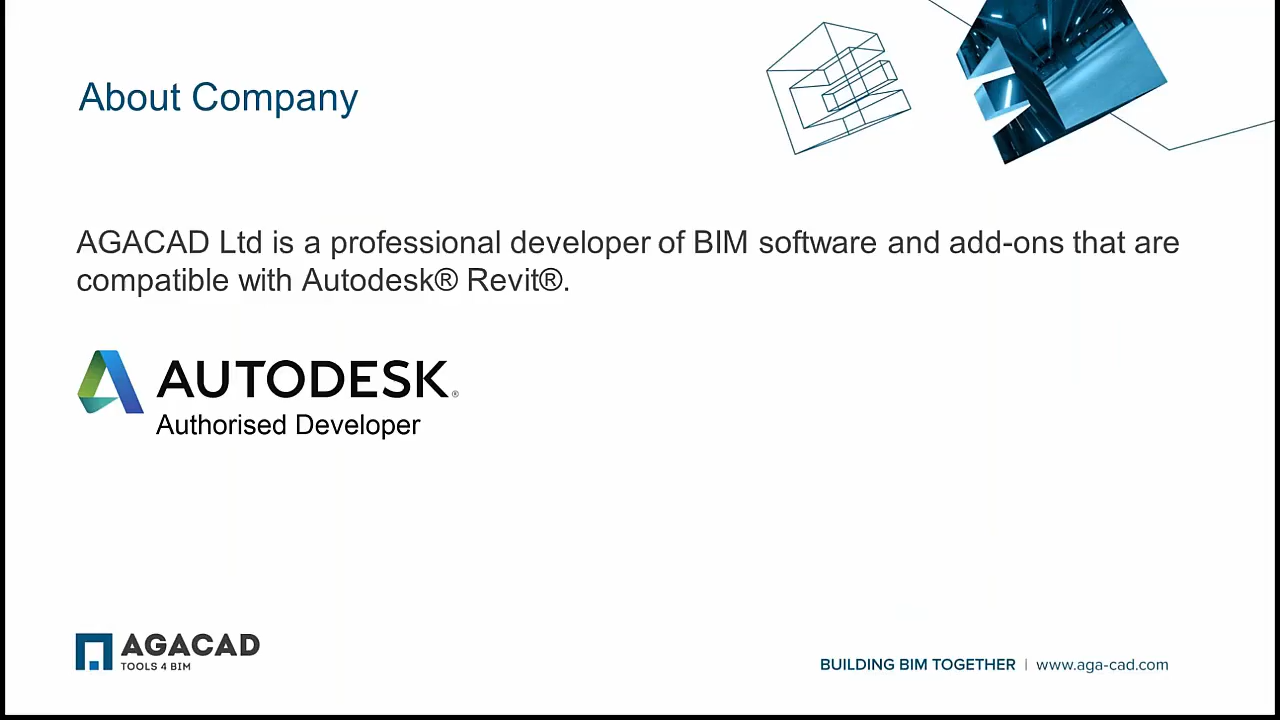 About Company
AGACAD Ltd is a professional developer of BIM software and add-ons that are
compatible with Autodesk® Revit®.
AUTODESK®
Authorised Developer
AGACAD
TOOLS 4 BIM
BUILDING BIM TOGETHER | www.aga-cad.com